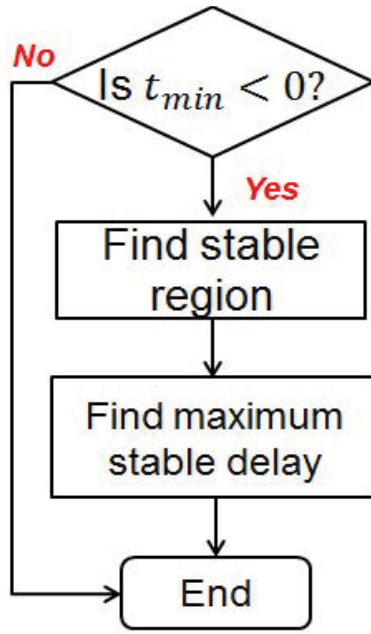 No
Is t_min < 0?
Yes
Find stable
region
Find maximum
stable delay
End